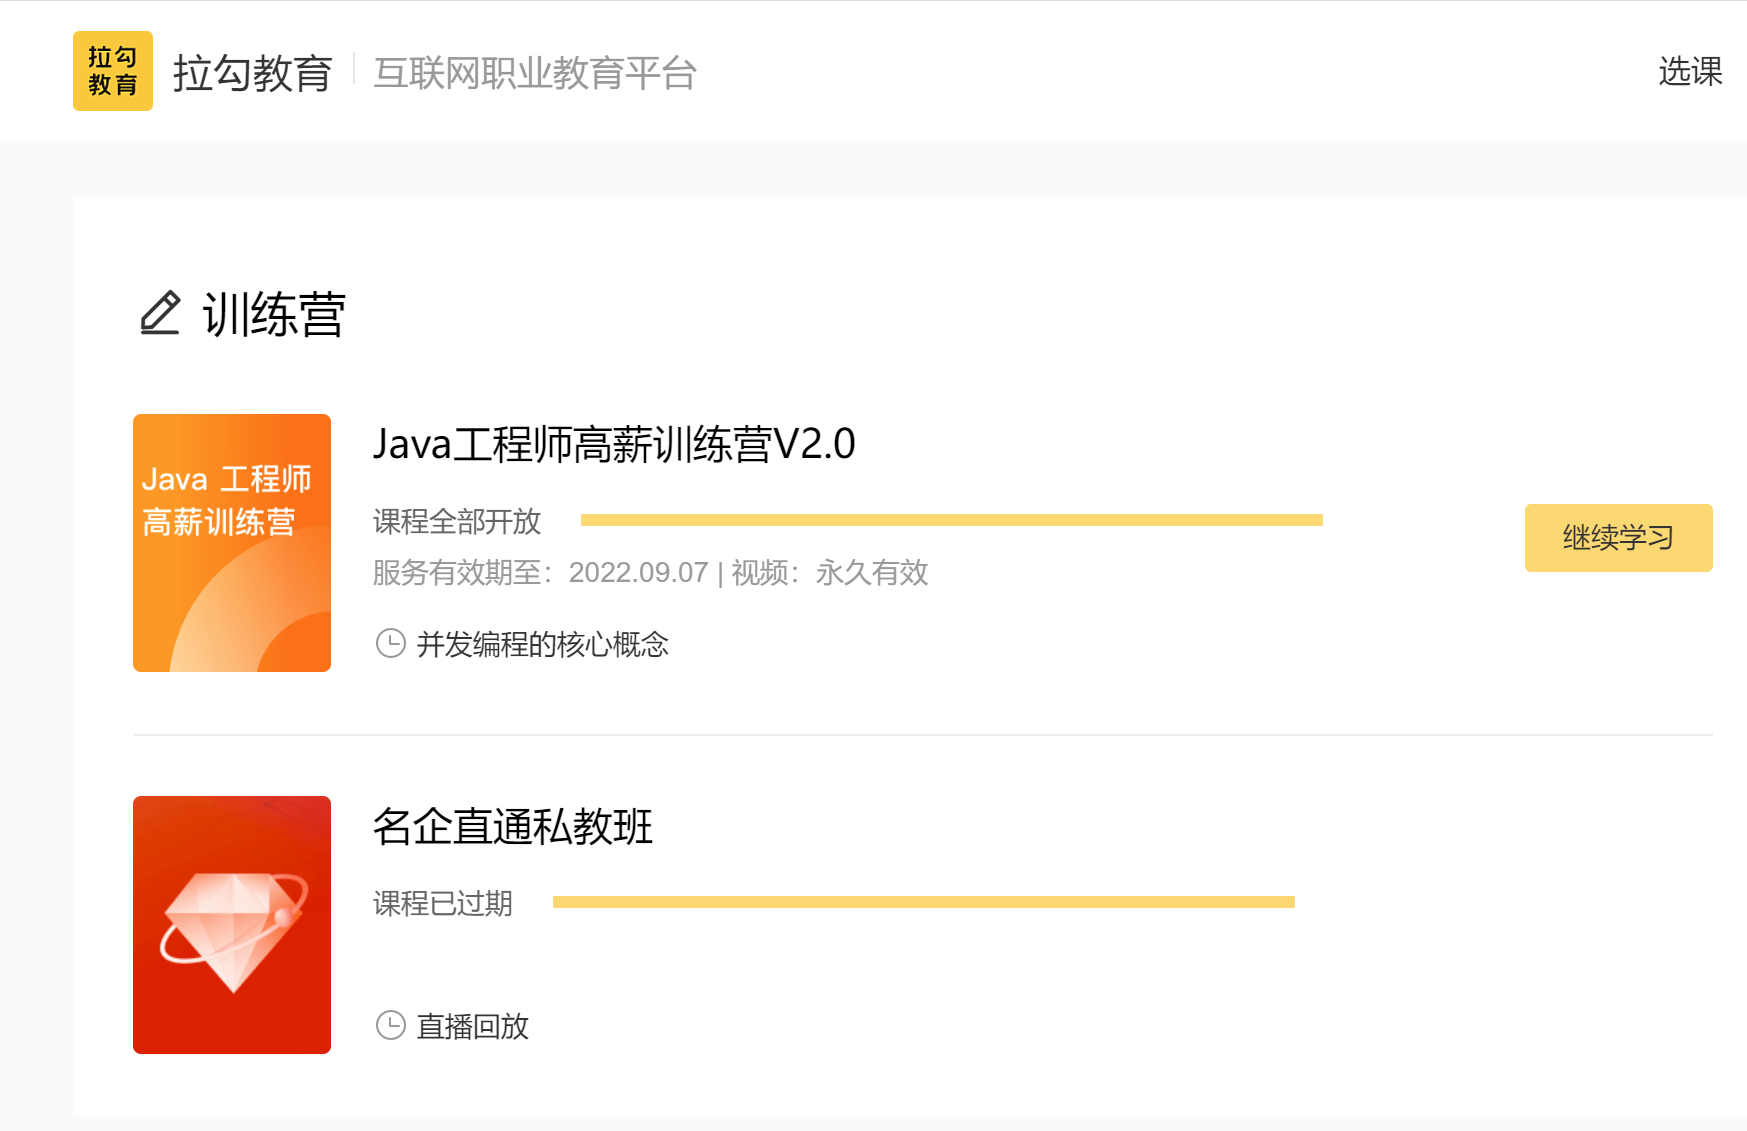 拉勾
教育
拉勾教育 | 互联网职业教育平台
选课
训练营
Java 工程师
高薪训练营
Java工程师高薪训练营V2.0
课程全部开放
服务有效期至：2022.09.07 | 视频：永久有效
并发编程的核心概念
继续学习
名企直通私教班
课程已过期
直播回放